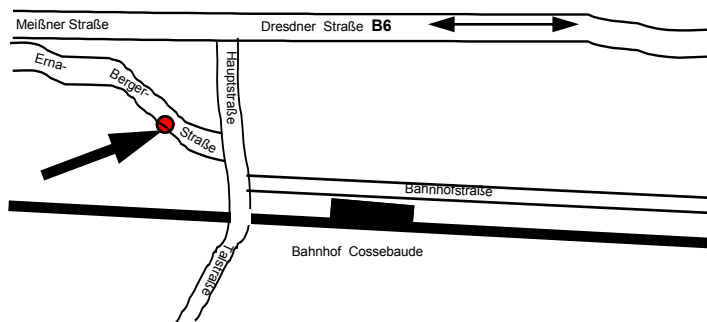 Meißner Straße
Dresdner Straße B6
Erna-
Berger-
Straße
Hauptstraße
Bahnhofstraße
Bahnhof Cossebaude
Talstraße